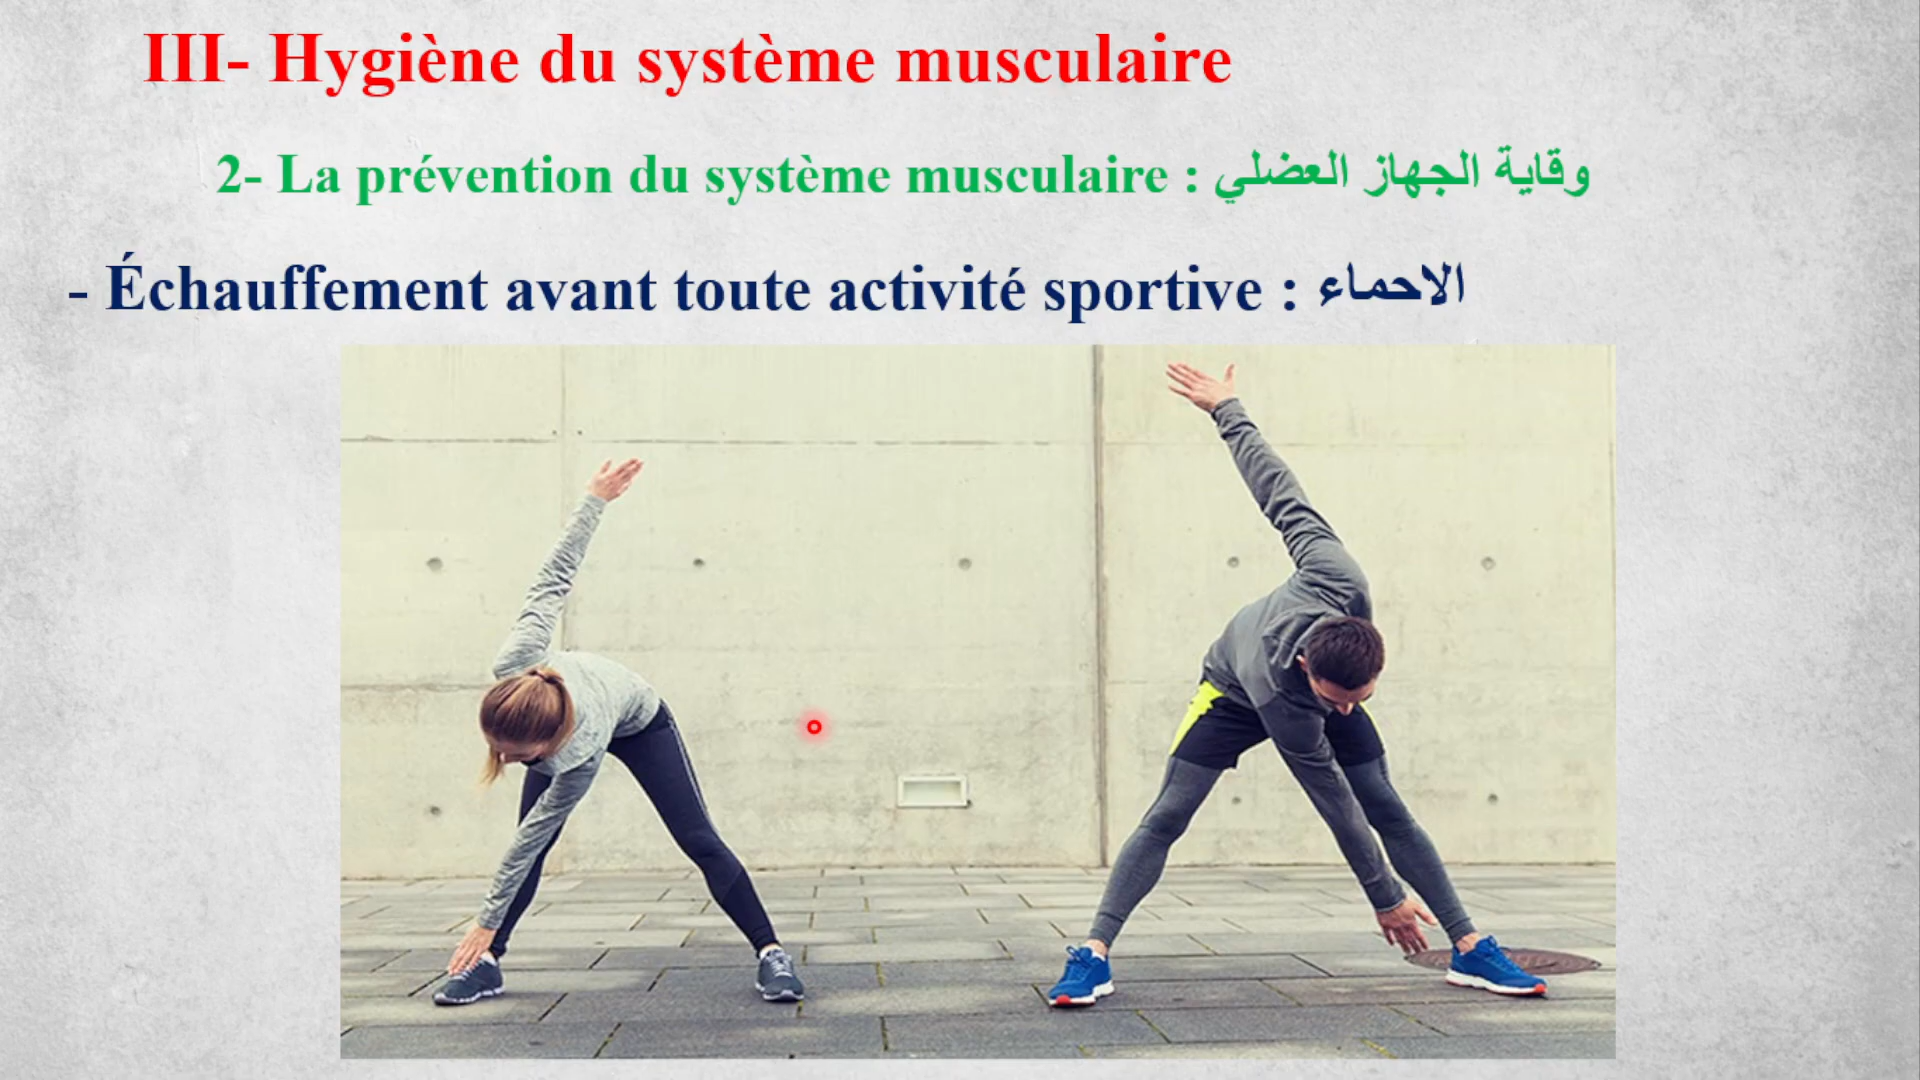 III- Hygiène du système musculaire
2- La prévention du système musculaire : وقاية الجهاز العضلي
- Échauffement avant toute activité sportive : الاحماء